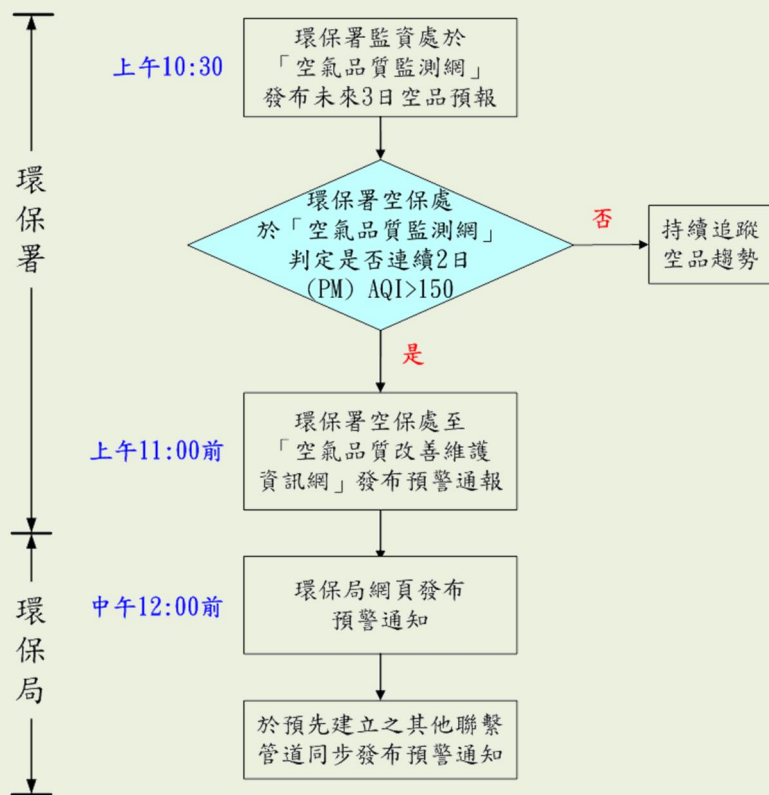 上午10:30
環保署監資處於
「空氣品質監測網」
發布未來3日空品預報
環保署
環保署空保處
於「空氣品質監測網」
判定是否連續2日
(PM) AQI>150
否
持續追蹤
空品趨勢
是
上午11:00前
環保署空保處至
「空氣品質改善維護
資訊網」發布預警通報
環保局
中午12:00前
環保局網頁發布
預警通知
於預先建立之其他聯繫
管道同步發布預警通知